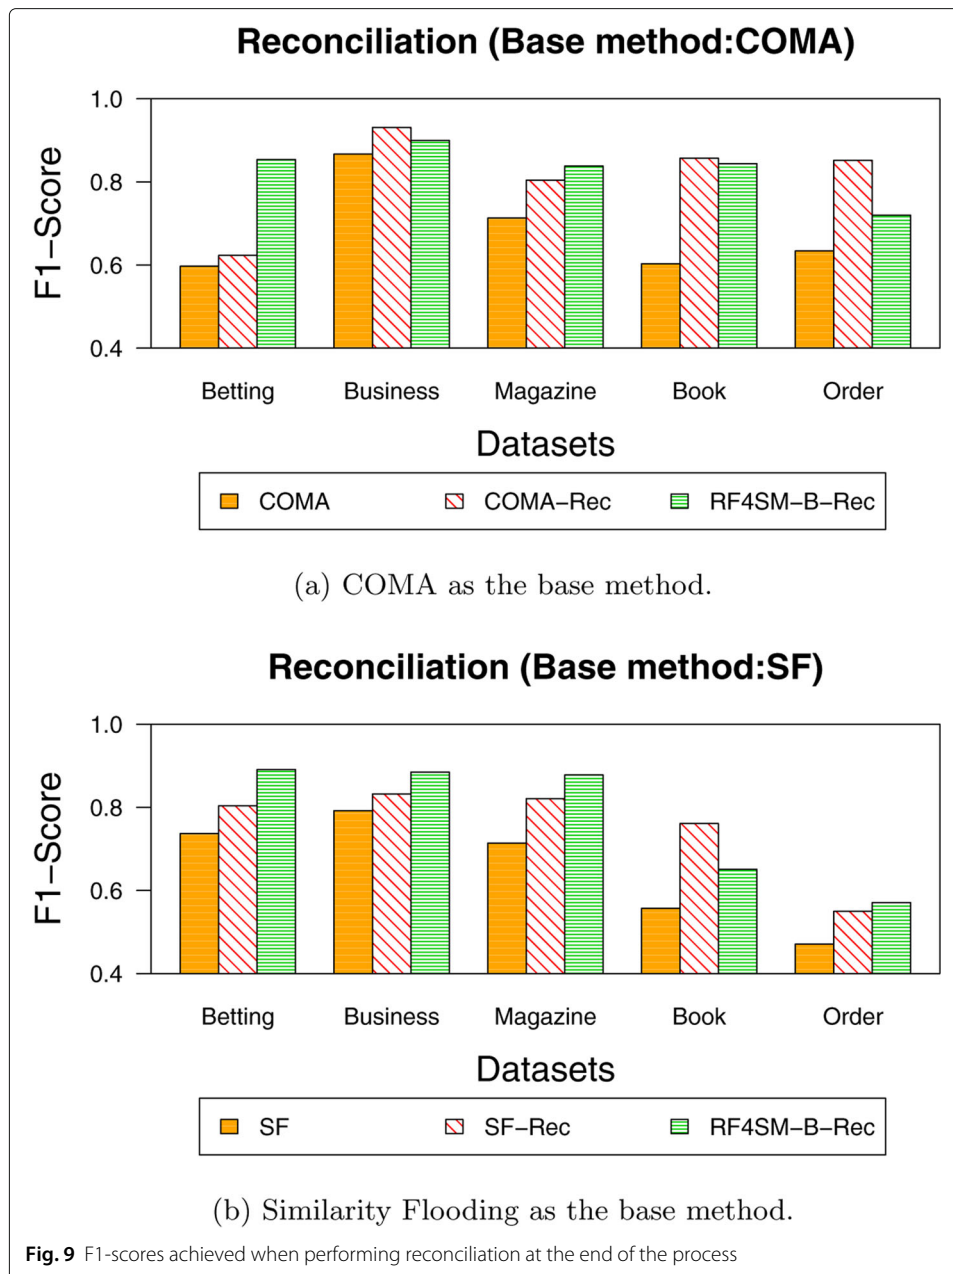 Reconciliation (Base method:COMA)
1.0
0.8
0.6
0.4
F1−Score
Betting Business Magazine Book Order
Datasets
COMA COMA−Rec RF4SM−B−Rec
(a) COMA as the base method.
Reconciliation (Base method:SF)
1.0
0.8
0.6
0.4
F1−Score
Betting Business Magazine Book Order
Datasets
SF SF−Rec RF4SM−B−Rec
(b) Similarity Flooding as the base method.
Fig. 9 F1-scores achieved when performing reconciliation at the end of the process